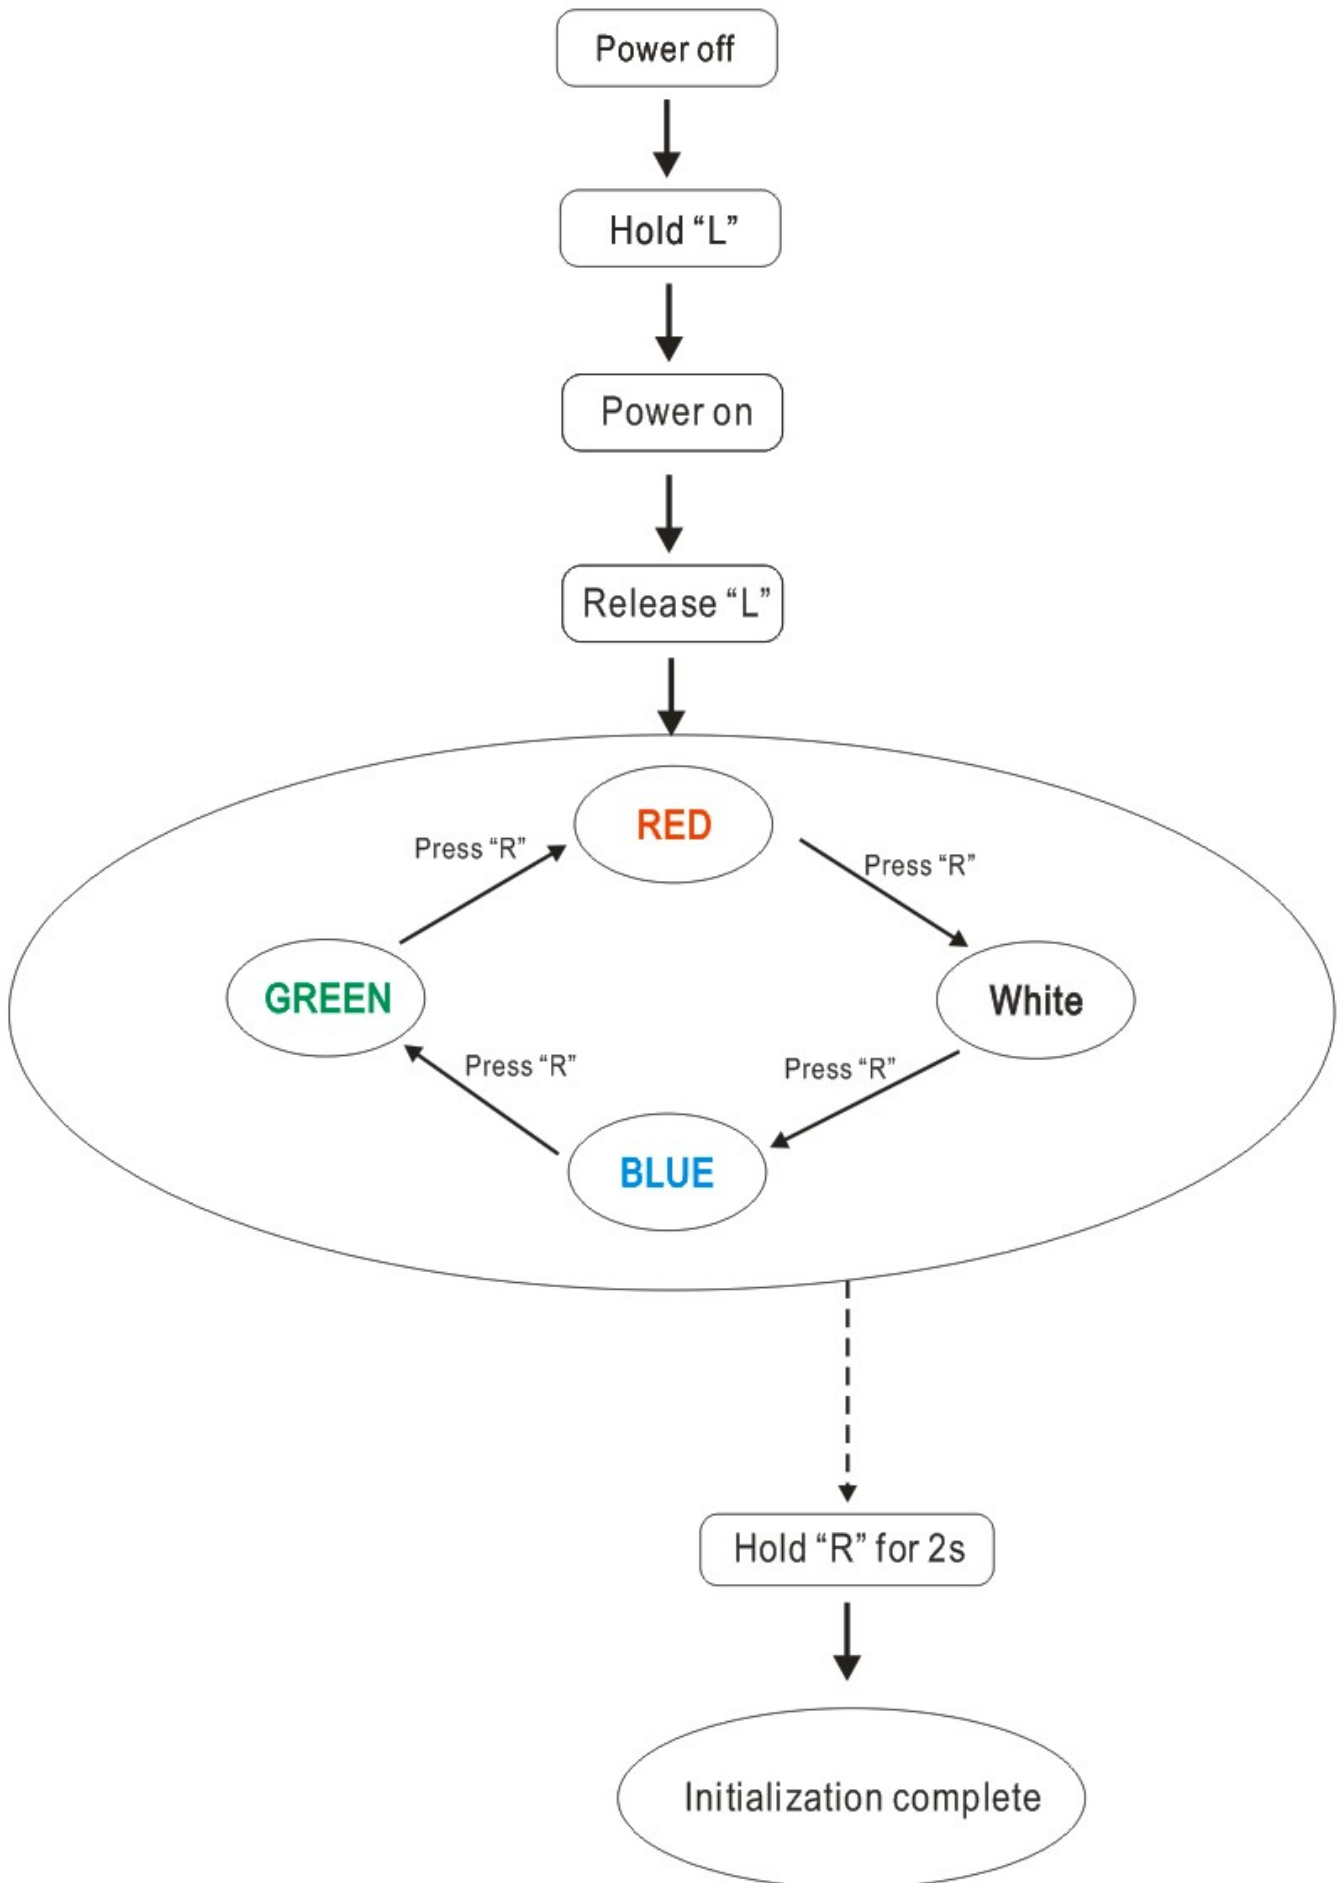 Power off
Hold “L”
Power on
Release “L”
RED
Press “R”
Press “R”
GREEN
White
Press “R”
Press “R”
BLUE
Hold “R” for 2s
Initialization complete